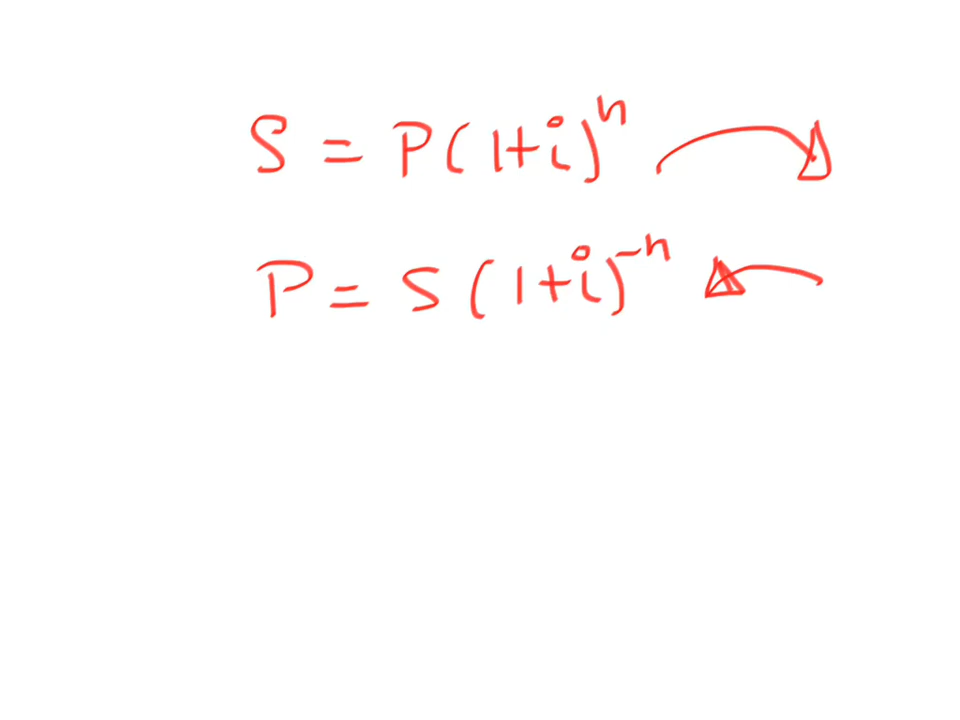 S = P(1+i)^n
P = S(1+i)^-n